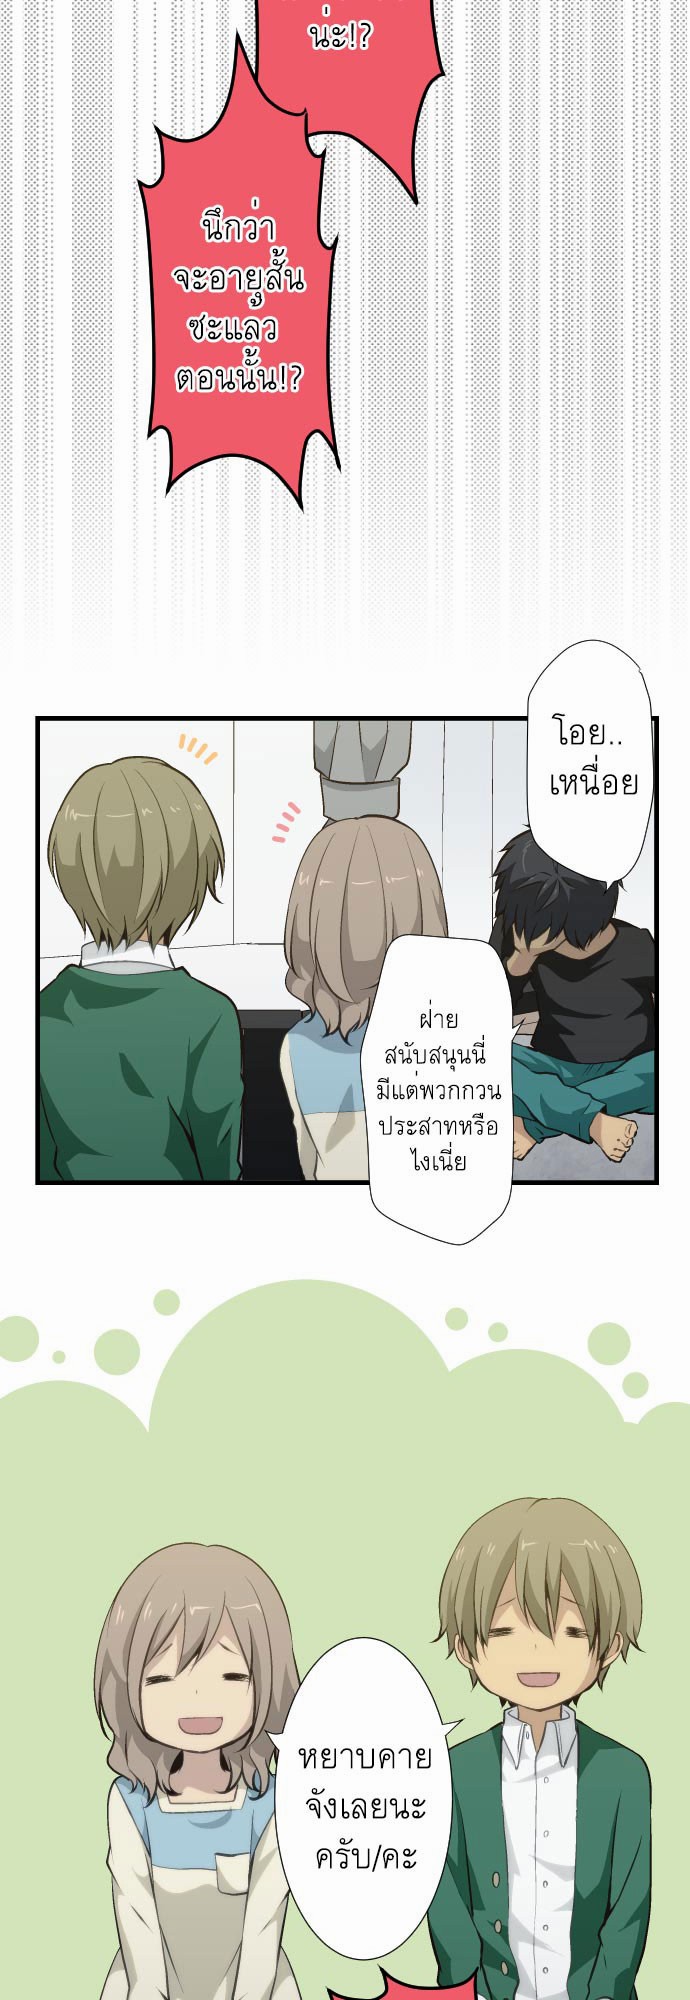 น่ะ!?
นึกว่า
จะอายุสั้น
ซะแล้ว
ตอนนั้น!?
โอย..
เหนื่อย
ฝ่าย
สนับสนุนนี่
มีแต่พวกกวน
ประสาทหรือ
ไงเนี่ย
หยาบคาย
จังเลยนะ
ครับ/คะ